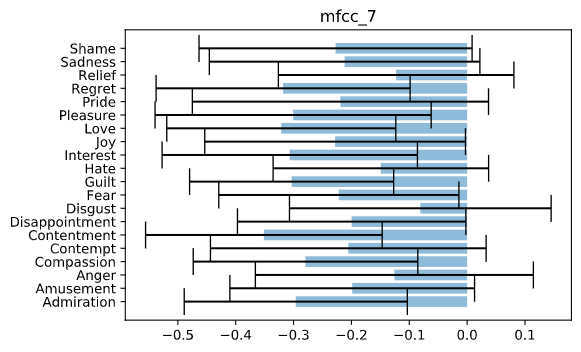 mfcc_7
Shame
Sadness
Relief
Regret
Pride
Pleasure
Love
Joy
Interest
Hate
Guilt
Fear
Disgust
Disappointment
Contentment
Contempt
Compassion
Anger
Amusement
Admiration
−0.5 −0.4 −0.3 −0.2 −0.1 0.0 0.1